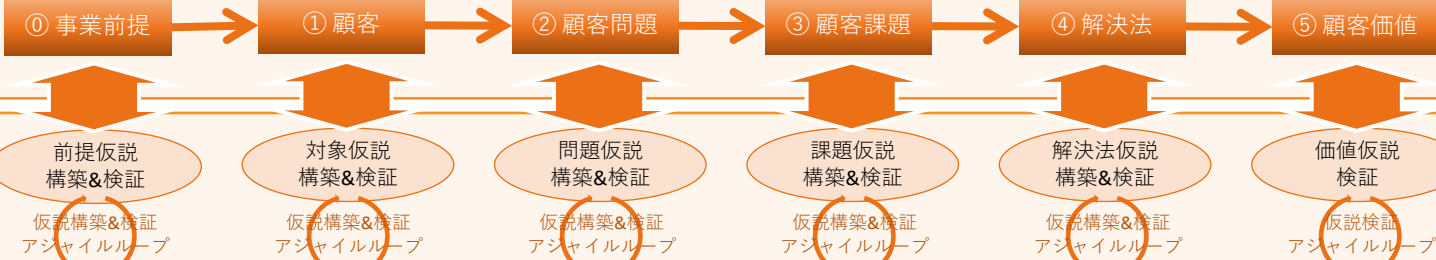 ⓪ 事業前提
① 顧客
② 顧客問題
③ 顧客課題
④ 解決法
⑤ 顧客価値
前提仮説
構築&検証
対象仮説
構築&検証
問題仮説
構築&検証
課題仮説
構築&検証
解決法仮説
構築&検証
価値仮説
検証
仮説構築&検証
アジャイルループ
仮説構築&検証
アジャイルループ
仮説構築&検証
アジャイルループ
仮説構築&検証
アジャイルループ
仮説構築&検証
アジャイルループ
仮説検証
アジャイルループ